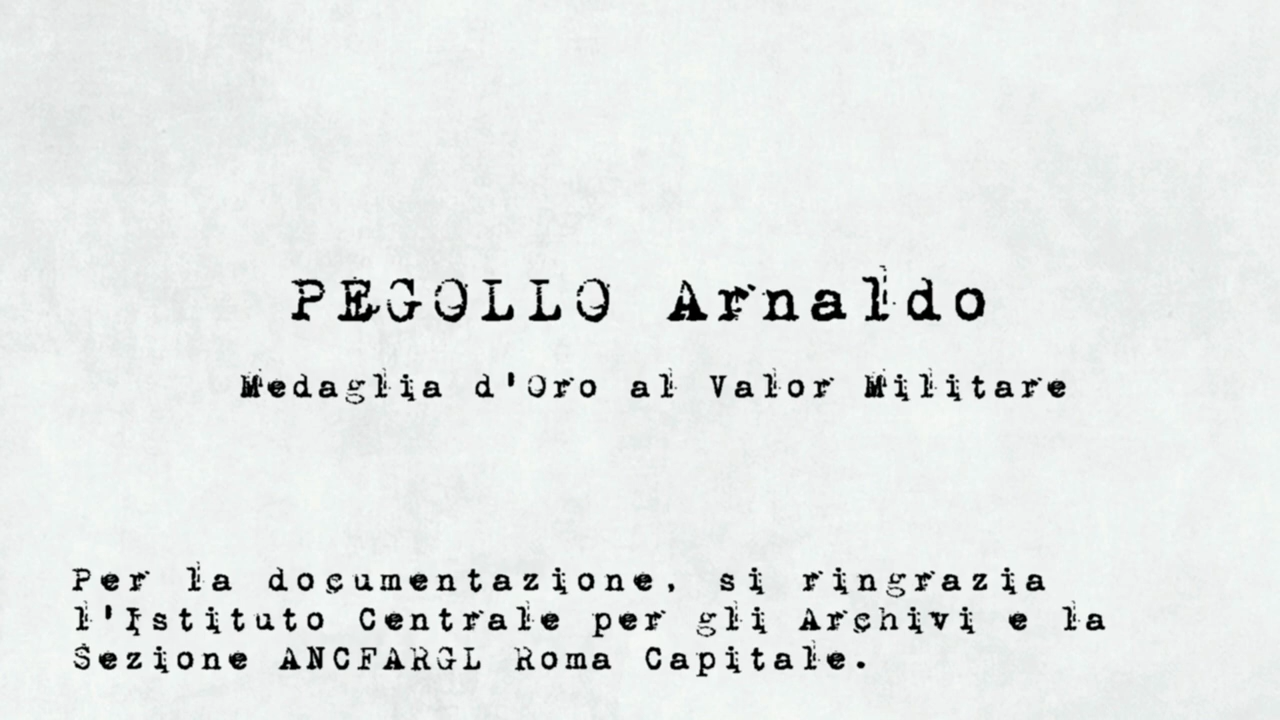 PEGOLLO Arnaldo
Medaglia d'Oro al Valor Militare
Per la documentazione, si ringrazia
l'Istituto Centrale per gli Archivi e la
Sezione ANCFARGL Roma Capitale.